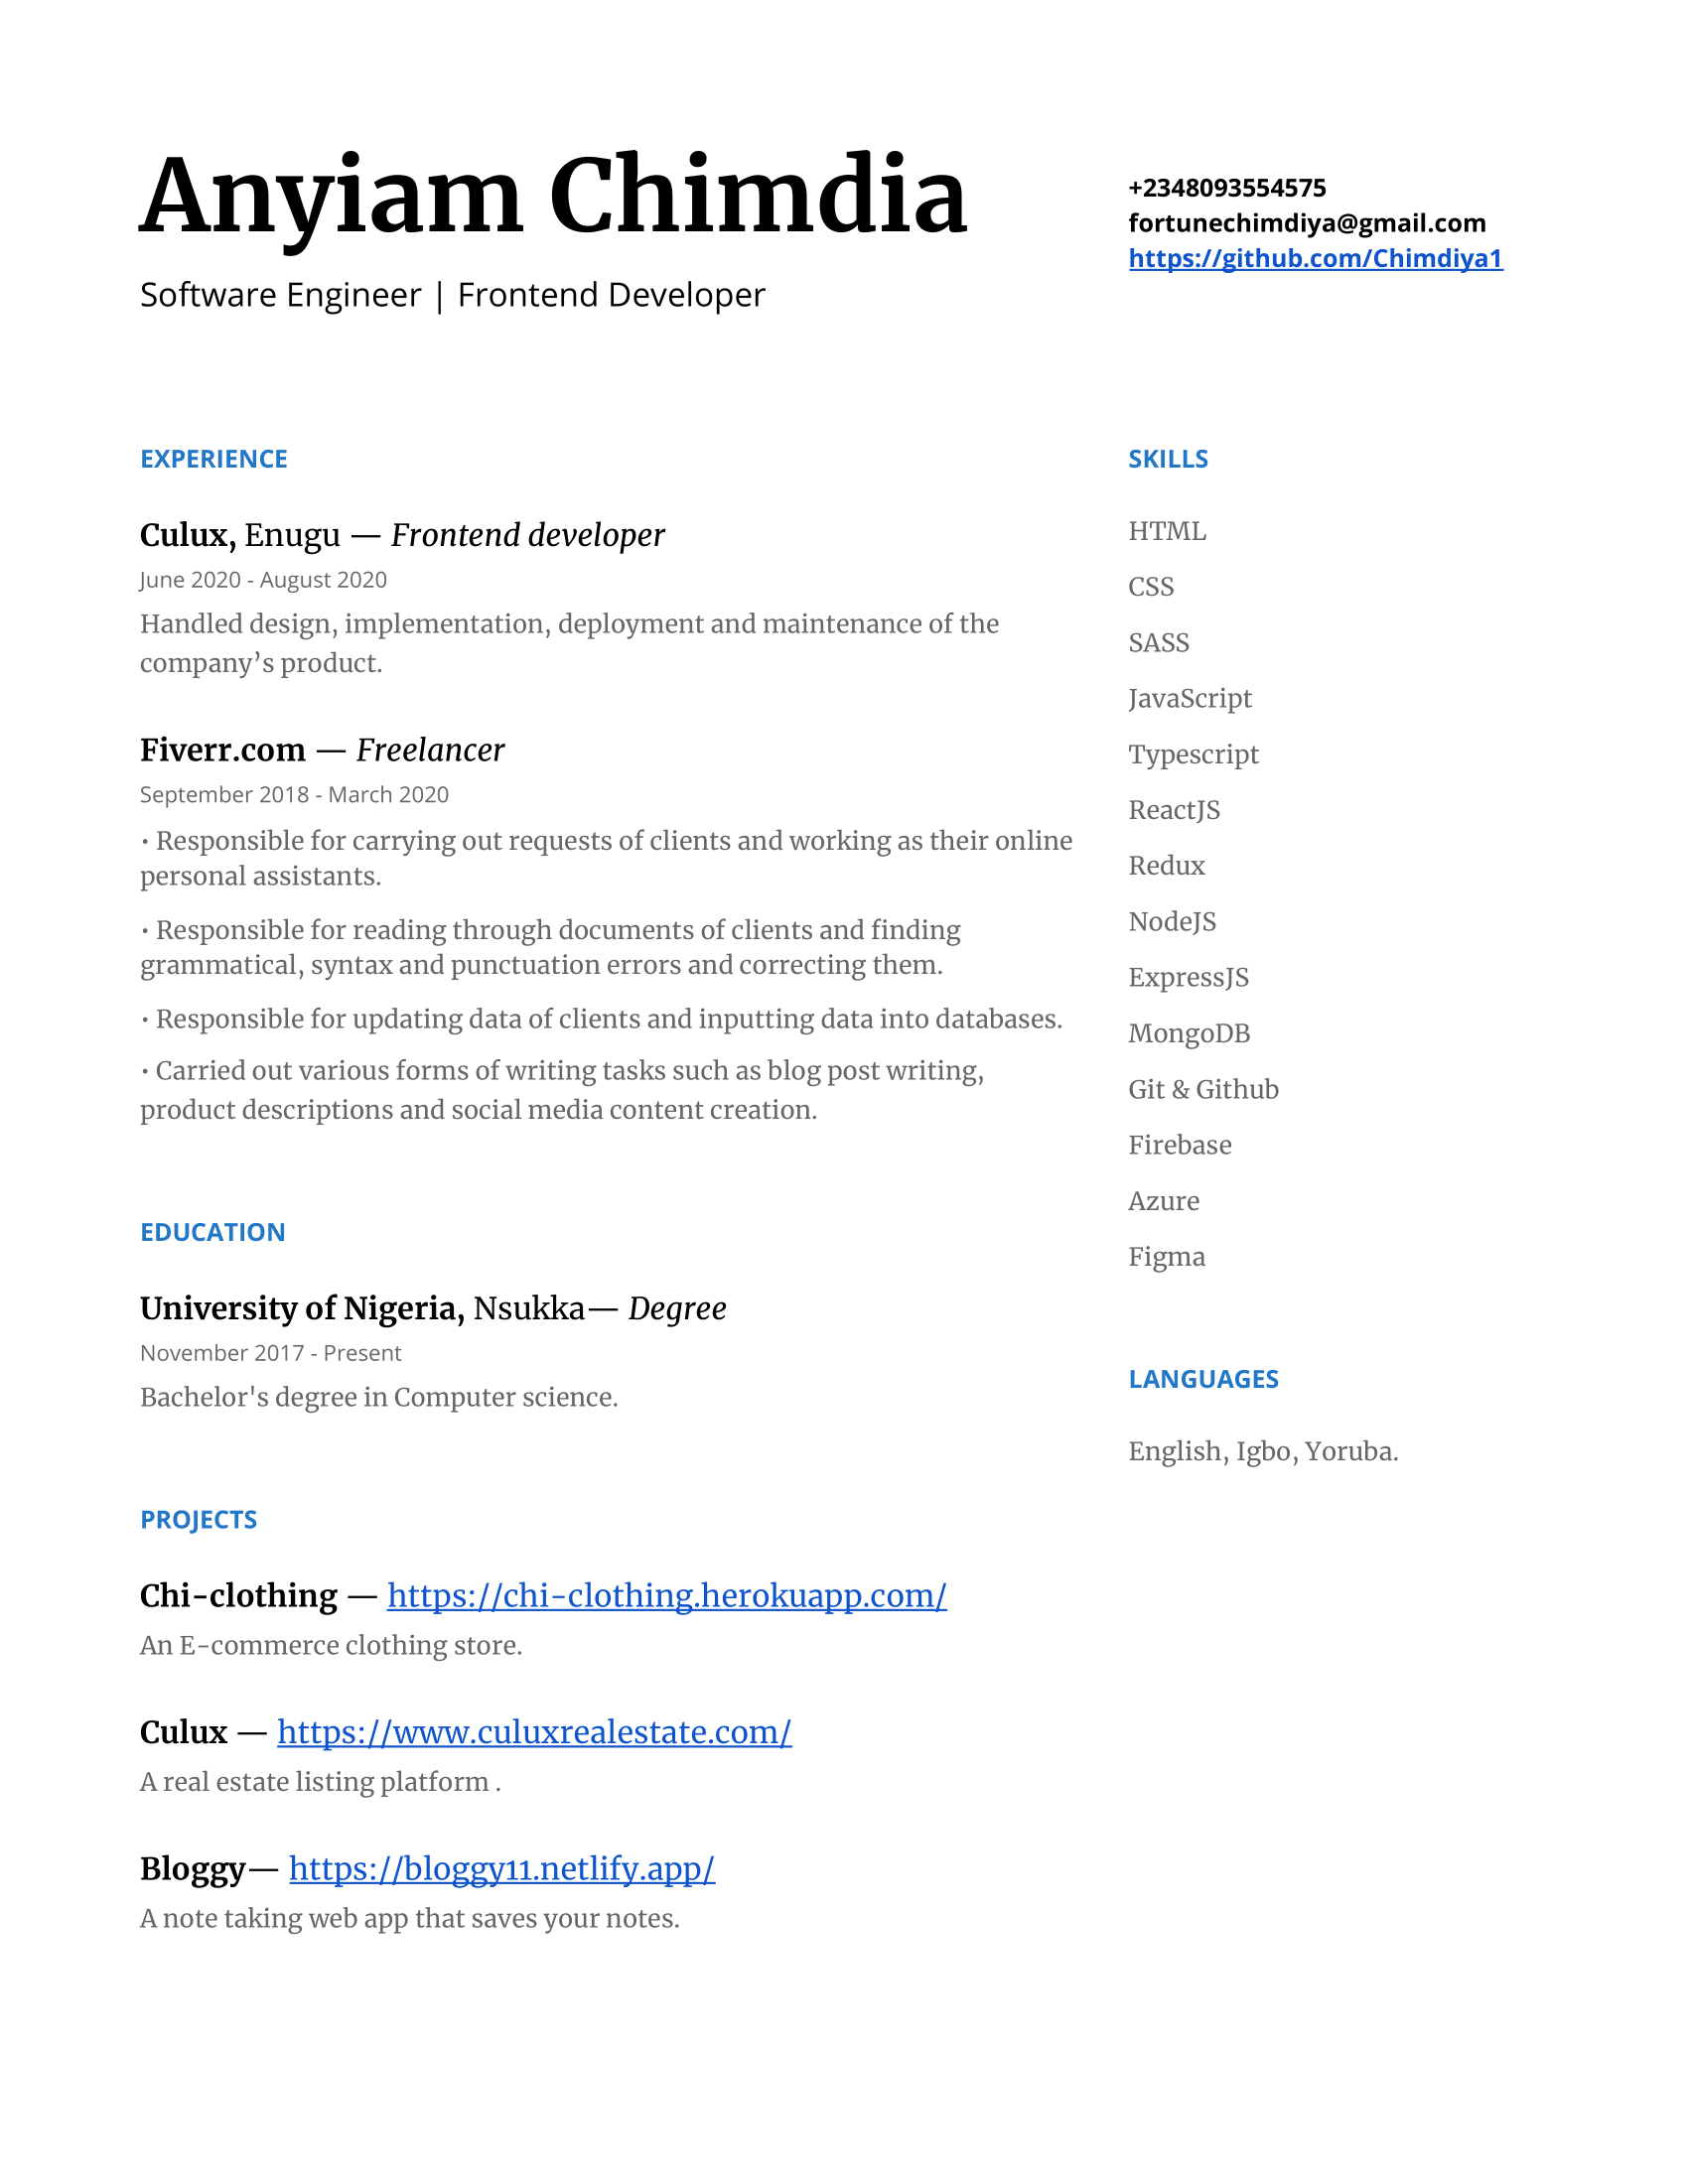 Anyiam Chimdia
Software Engineer | Frontend Developer
+2348093554575
fortunechimdiya@gmail.com
https://github.com/Chimdiya1
EXPERIENCE
Culux, Enugu — Frontend developer
June 2020 - August 2020
Handled design, implementation, deployment and maintenance of the
company’s product.
Fiverr.com — Freelancer
September 2018 - March 2020
• Responsible for carrying out requests of clients and working as their online
personal assistants.
• Responsible for reading through documents of clients and finding
grammatical, syntax and punctuation errors and correcting them.
• Responsible for updating data of clients and inputting data into databases.
• Carried out various forms of writing tasks such as blog post writing,
product descriptions and social media content creation.
EDUCATION
University of Nigeria, Nsukka— Degree
November 2017 - Present
Bachelor's degree in Computer science.
PROJECTS
Chi-clothing — https://chi-clothing.herokuapp.com/
An E-commerce clothing store.
Culux — https://www.culuxrealestate.com/
A real estate listing platform .
Bloggy— https://bloggy11.netlify.app/
A note taking web app that saves your notes.
SKILLS
HTML
CSS
SASS
JavaScript
Typescript
ReactJS
Redux
NodeJS
ExpressJS
MongoDB
Git & Github
Firebase
Azure
Figma
LANGUAGES
English, Igbo, Yoruba.